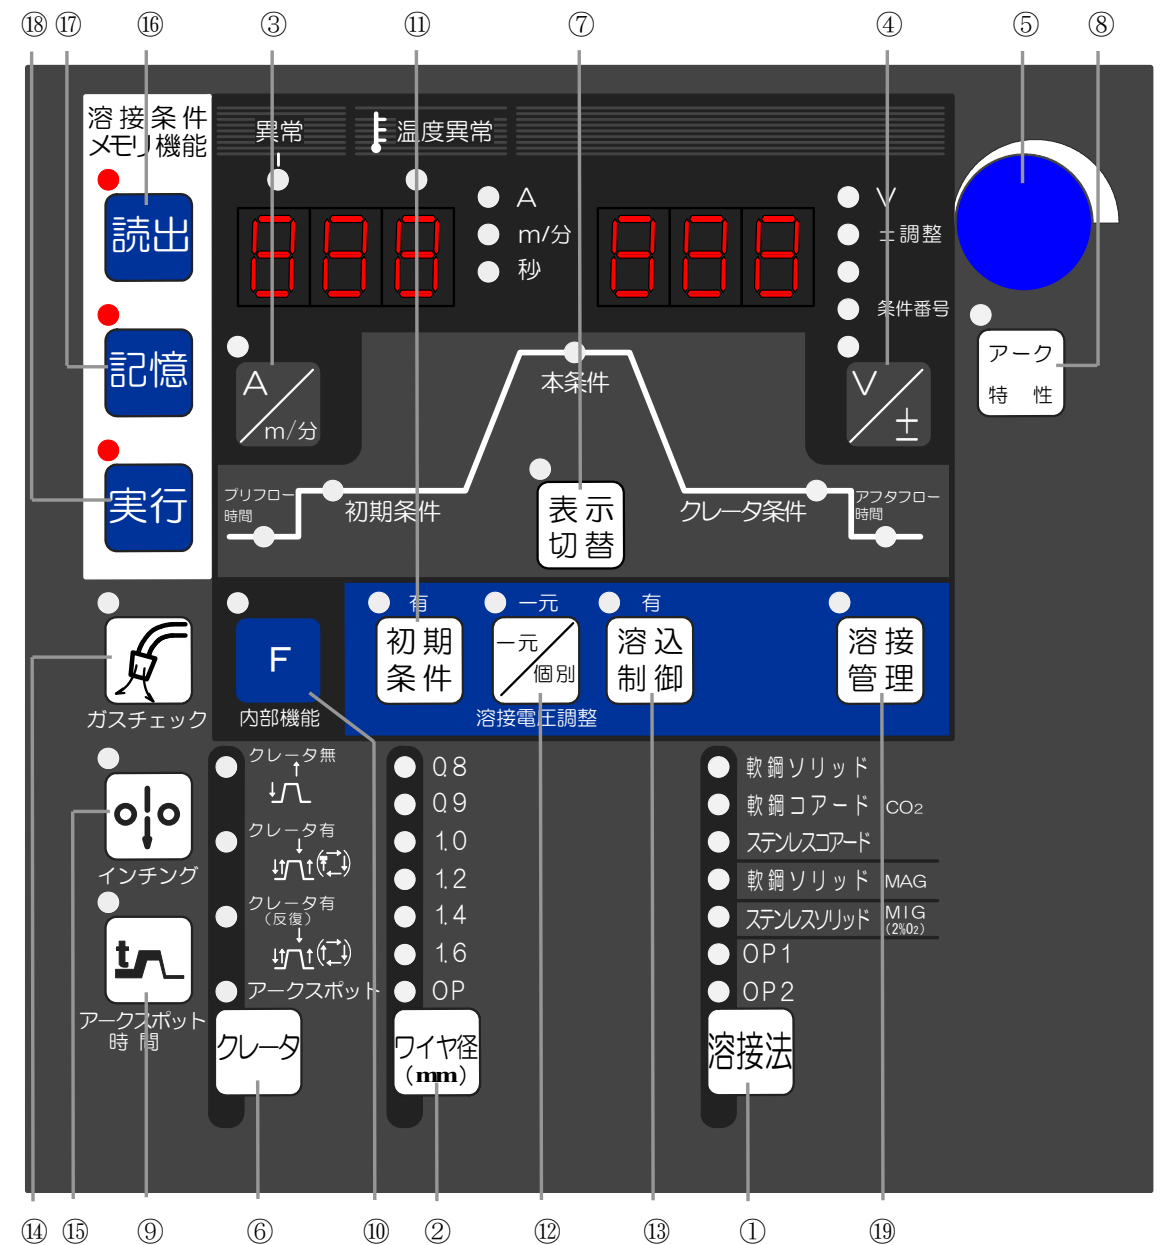 ⑱ ⑰ ⑯ ③ ⑪ ⑦ ④ ⑤ ⑧
溶接条件
メモリ機能
異常
温度異常
読出
記憶
実行
A
m/分
秒
V
±調整
条件番号
A
m/分
V
±
アーク
特性
本条件
プリフロー
時間
初期条件
表示
切替
クレータ条件
アフタフロー
時間
有
一元
有
F
初期
条件
一元
個別
溶込
制御
溶接
管理
内部機能
溶接電圧調整
ガスチェック
インチング
t
アークスポット
時間
クレータ無
クレータ有
クレータ有
(反復)
アークスポット
クレータ
0.8
0.9
1.0
1.2
1.4
1.6
OP
ワイヤ径
(mm)
軟鋼ソリッド
軟鋼コアード CO₂
ステンレスコアード
軟鋼ソリッド MAG
ステンレスソリッド MIG
(2%O₂)
OP1
OP2
溶接法
⑭ ⑮ ⑨ ⑥ ⑩ ② ⑫ ⑬ ① ⑲